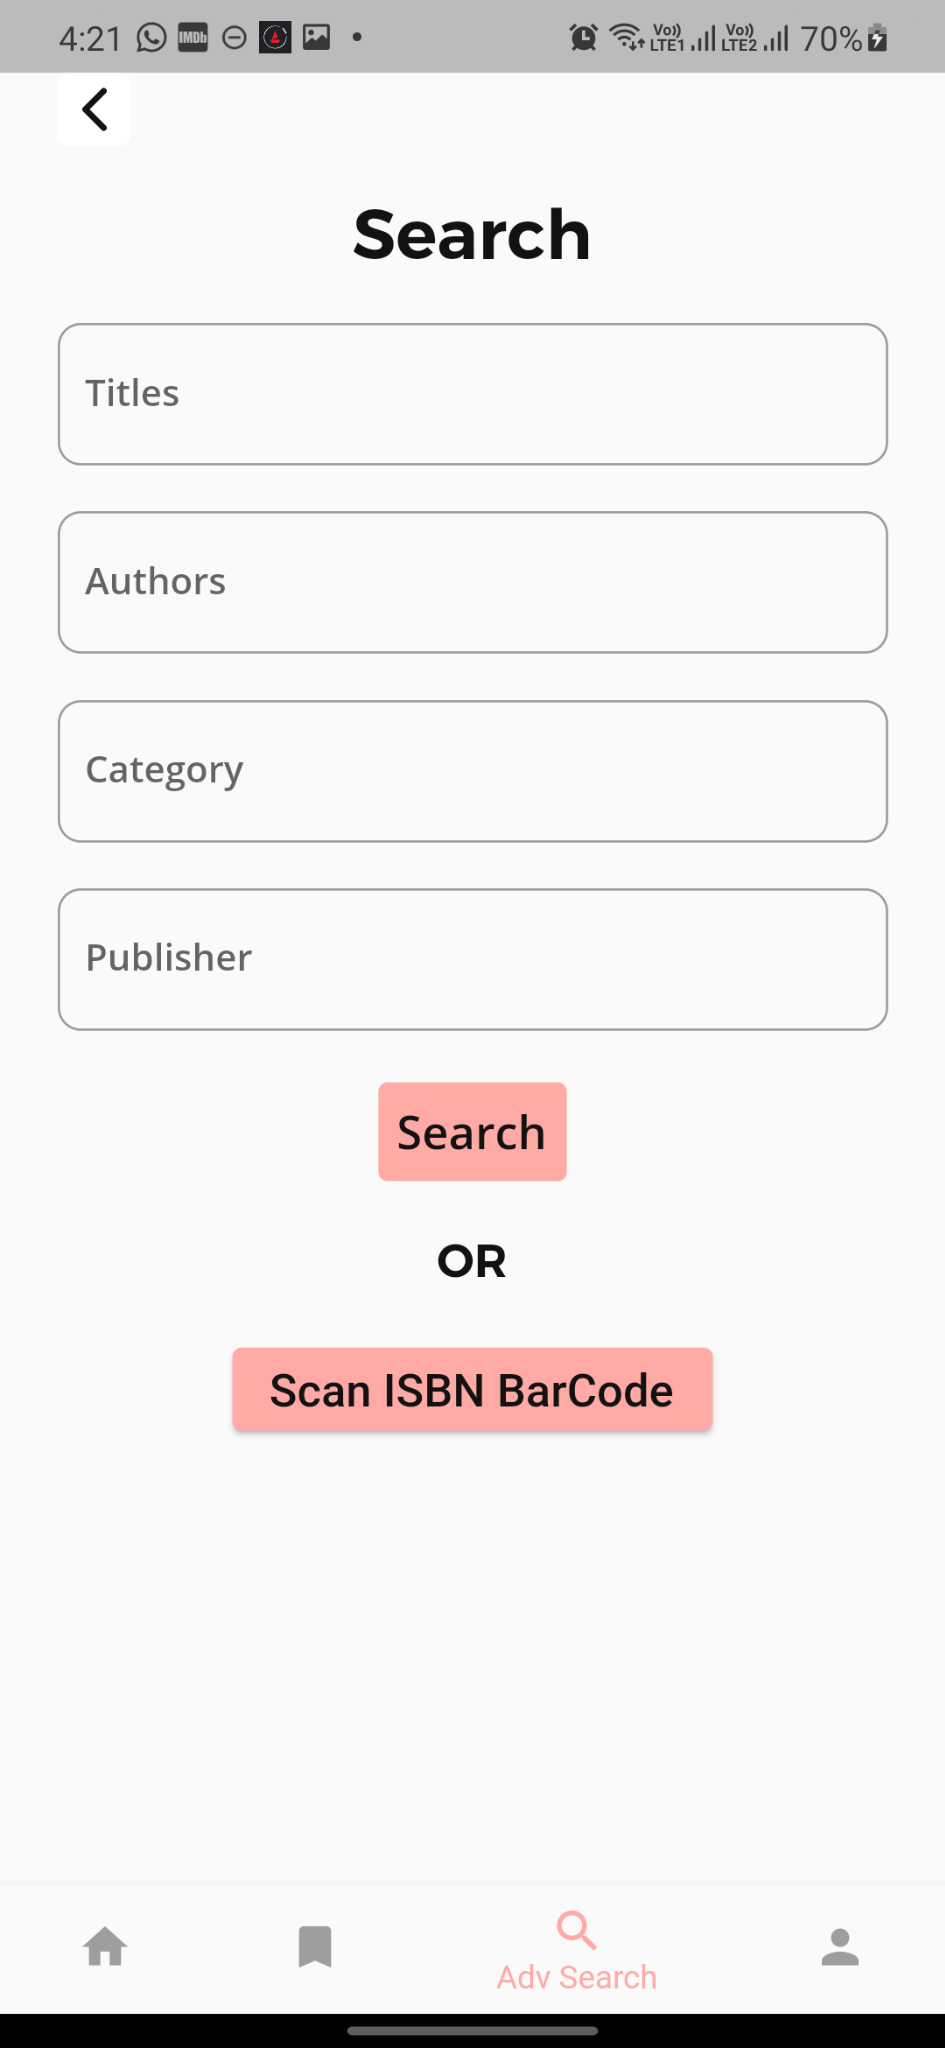 4:21 IMDb Vo)) LTE1 Vo)) LTE2 70%
Search
Titles
Authors
Category
Publisher
Search
OR
Scan ISBN BarCode
Adv Search